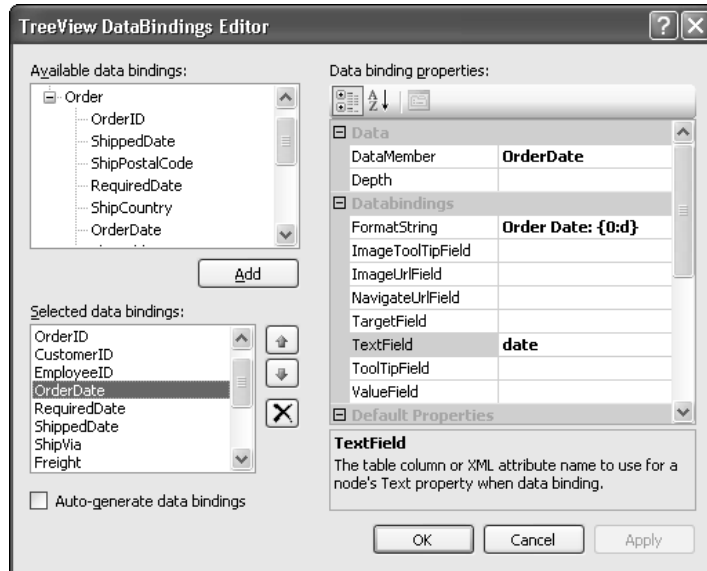 TreeView DataBindings Editor
Available data bindings:
Order
OrderID
ShippedDate
ShipPostalCode
RequiredDate
ShipCountry
OrderDate
Add
Selected data bindings:
OrderID
CustomerID
EmployeeID
OrderDate
RequiredDate
ShippedDate
ShipVia
Freight
Auto-generate data bindings
Data binding properties:
Data
DataMember OrderDate
Depth
Databindings
FormatString Order Date: {0:d}
ImageToolTipField
ImageUrlField
NavigateUrlField
TargetField
TextField date
ToolTipField
ValueField
Default Properties
TextField
The table column or XML attribute name to use for a
node's Text property when data binding.
OK Cancel Apply